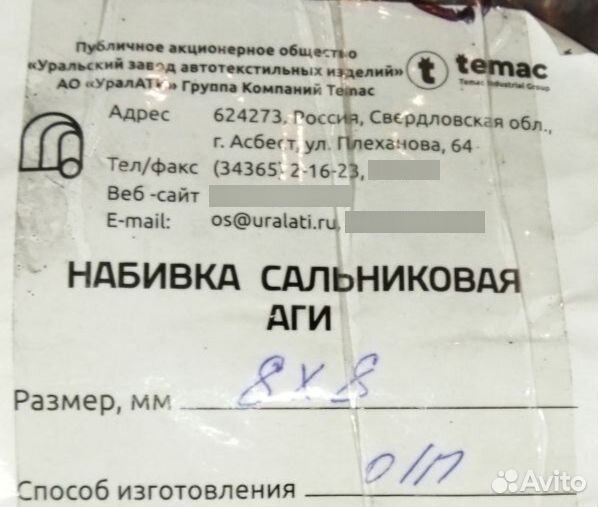 Публичное акционерное общество
«Уральский завод автотекстильных изделий»
АО «УралАТИ» Группа Компаний Temac
temac
Temac Industrial Group
Адрес 624273, Россия, Свердловская обл.,
г. Асбест, ул. Плеханова, 64
Тел/факс (34365) 2-16-23,
Веб -сайт
E-mail: os@uralati.ru,
НАБИВКА САЛЬНИКОВАЯ
АГИ
Размер, мм 8х8
Способ изготовления о/п
Avito